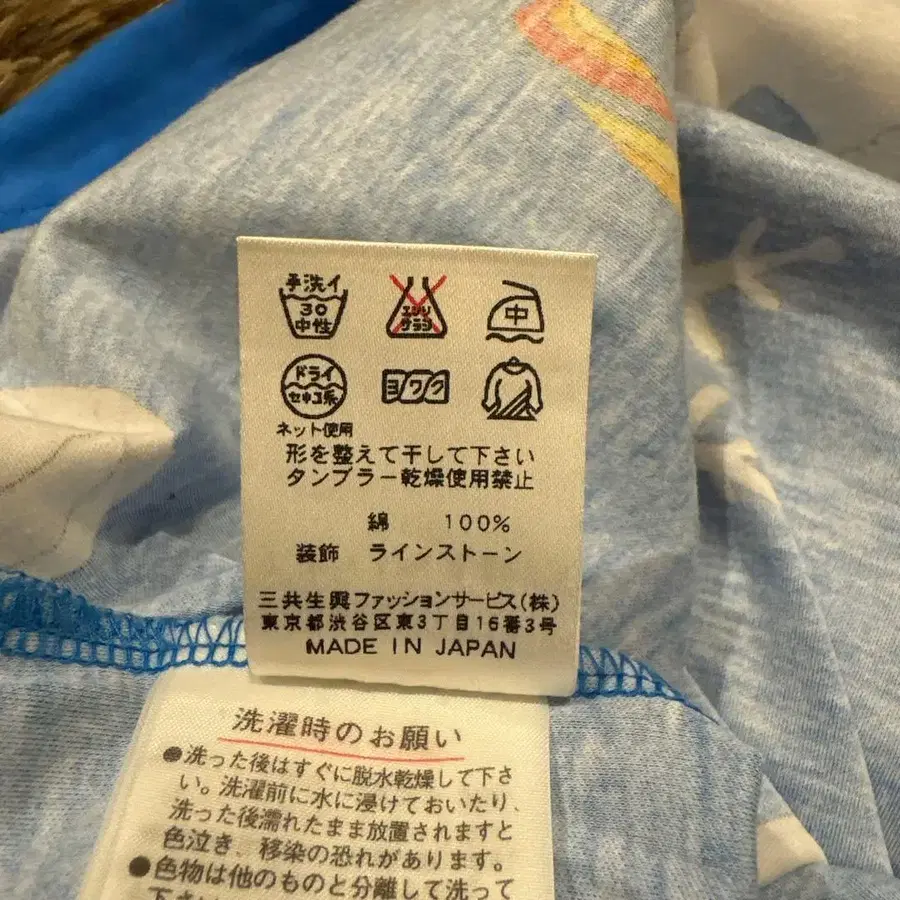 手洗イ
30
中性
エンソ
サラシ
中
ドライ
セキユ系
ヨワク
ネット使用
形を整えて干して下さい
タンブラー乾燥使用禁止
綿 100%
装飾 ラインストーン
三共生興ファッションサービス(株)
東京都渋谷区東3丁目16番3号
MADE IN JAPAN
洗濯時のお願い
●洗った後はすぐに脱水乾燥して下さ
い。洗濯前に水に浸けておいたり、
洗った後濡れたまま放置されますと
色泣き、移染の恐れがあります。
●色物は他のものと分離して洗って
下さい